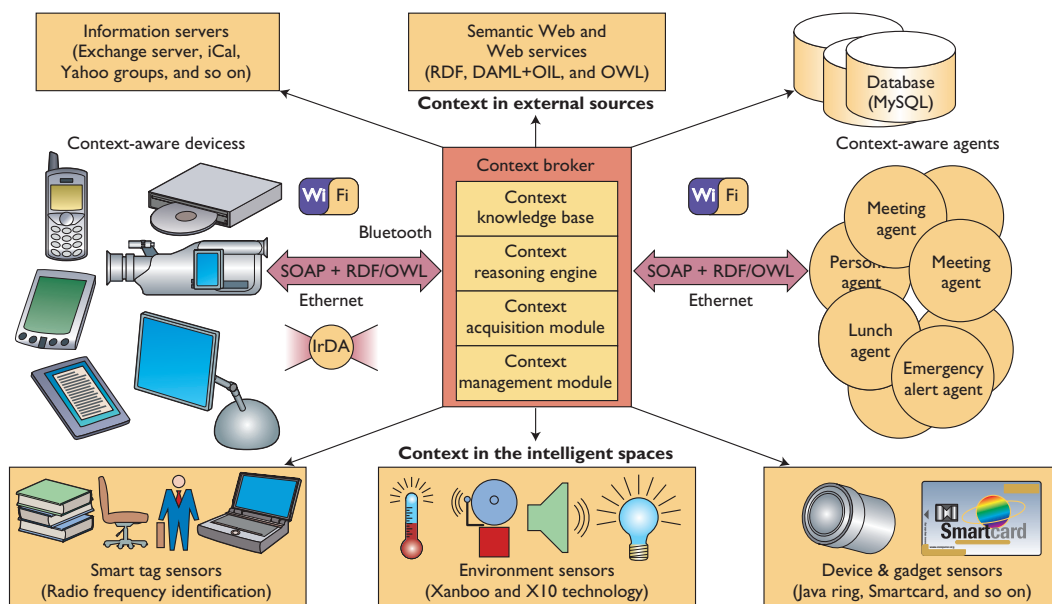 Information servers
(Exchange server, iCal,
Yahoo groups, and so on)
Semantic Web and
Web services
(RDF, DAML+OIL, and OWL)
Context in external sources
Database
(MySQL)
Context-aware devicess
Context-aware agents
Wi Fi
Bluetooth
SOAP + RDF/OWL
Ethernet
IrDA
Context broker
Context
knowledge base
Context
reasoning engine
Context
acquisition module
Context
management module
Wi Fi
SOAP + RDF/OWL
Ethernet
Meeting
agent
Person
agent
Meeting
agent
Lunch
agent
Emergency
alert agent
Context in the intelligent spaces
Smart tag sensors
(Radio frequency identification)
Environment sensors
(Xanboo and X10 technology)
Smartcard
Device & gadget sensors
(Java ring, Smartcard, and so on)